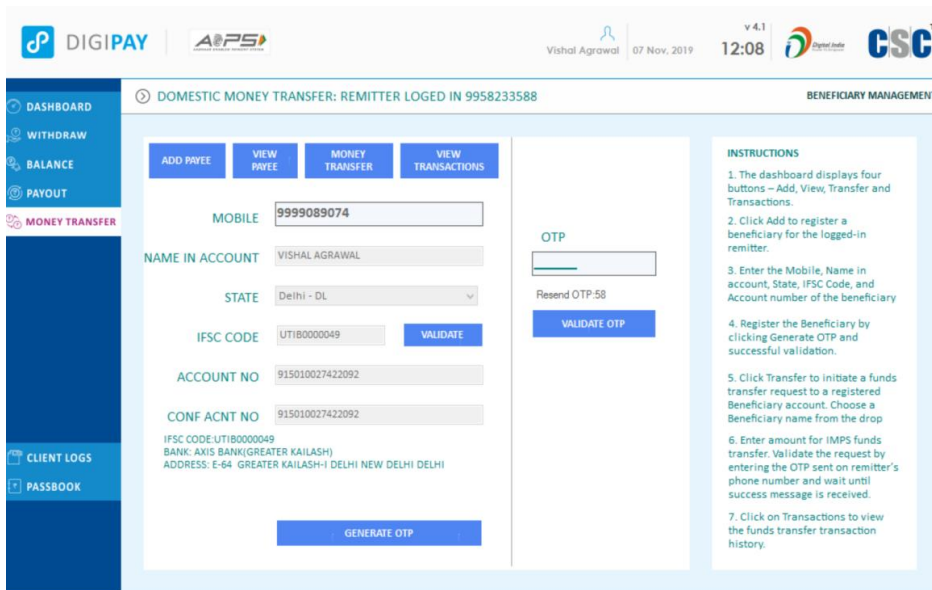 DIGIPAY
AePS
Vishal Agrawal
07 Nov, 2019
v 4.1
12:08
Digital India
CSC
DASHBOARD
WITHDRAW
BALANCE
PAYOUT
MONEY TRANSFER
CLIENT LOGS
PASSBOOK
DOMESTIC MONEY TRANSFER: REMITTER LOGED IN 9958233588
BENEFICIARY MANAGEMENT
ADD PAYEE
VIEW
PAYEE
MONEY
TRANSFER
VIEW
TRANSACTIONS
MOBILE 9999089074
NAME IN ACCOUNT VISHAL AGRAWAL
STATE Delhi - DL
IFSC CODE UTIB0000049 VALIDATE
ACCOUNT NO 915010027422092
CONF ACNT NO 915010027422092
IFSC CODE:UTIB0000049
BANK: AXIS BANK(GREATER KAILASH)
ADDRESS: E-64 GREATER KAILASH-I DELHI NEW DELHI DELHI
GENERATE OTP
OTP
Resend OTP:58
VALIDATE OTP
INSTRUCTIONS
1. The dashboard displays four
buttons – Add, View, Transfer and
Transactions.
2. Click Add to register a
beneficiary for the logged-in
remitter.
3. Enter the Mobile, Name in
account, State, IFSC Code, and
Account number of the beneficiary
4. Register the Beneficiary by
clicking Generate OTP and
successful validation.
5. Click Transfer to initiate a funds
transfer request to a registered
Beneficiary account. Choose a
Beneficiary name from the drop
6. Enter amount for IMPS funds
transfer. Validate the request by
entering the OTP sent on remitter's
phone number and wait until
success message is received.
7. Click on Transactions to view
the funds transfer transaction
history.